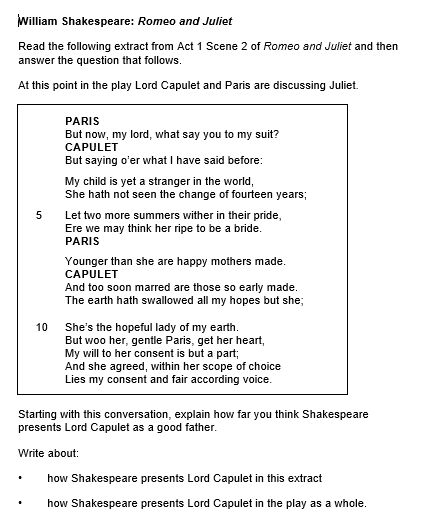 William Shakespeare: Romeo and Juliet
Read the following extract from Act 1 Scene 2 of Romeo and Juliet and then
answer the question that follows.
At this point in the play Lord Capulet and Paris are discussing Juliet.
PARIS
But now, my lord, what say you to my suit?
CAPULET
But saying o'er what I have said before:
My child is yet a stranger in the world,
She hath not seen the change of fourteen years;
5 Let two more summers wither in their pride,
Ere we may think her ripe to be a bride.
PARIS
Younger than she are happy mothers made.
CAPULET
And too soon marred are those so early made.
The earth hath swallowed all my hopes but she;
10 She's the hopeful lady of my earth.
But woo her, gentle Paris, get her heart,
My will to her consent is but a part;
And she agreed, within her scope of choice
Lies my consent and fair according voice.
Starting with this conversation, explain how far you think Shakespeare
presents Lord Capulet as a good father.
Write about:
• how Shakespeare presents Lord Capulet in this extract
• how Shakespeare presents Lord Capulet in the play as a whole.